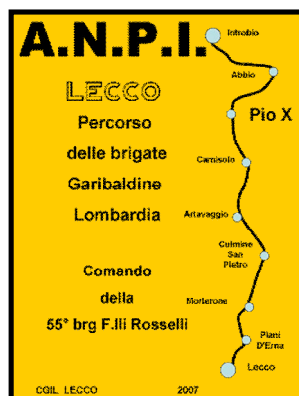 A.N.P.I.
LECCO
Percorso
delle brigate
Garibaldine
Lombardia
Comando
della
55° brg F.lli Rosselli
Introbio
Abbio
Pio X
Camisolo
Artavaggio
Culmine
San
Pietro
Morterone
Piani
D'Erna
Lecco
CGIL LECCO
2007